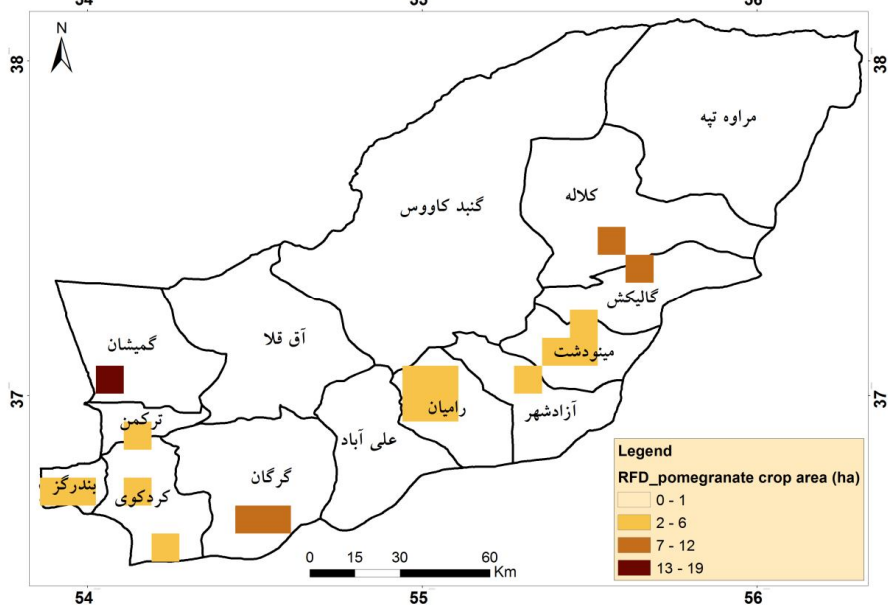 54 55 56
N
38 38
مراوه تپه
کلاله
گنبد کاووس
گالیکش
آق قلا
گمیشان
مینودشت
37 37
رامیان
آزادشهر
ترکمن
علی آباد
گرگان
بندرگز
کردکوی
Legend
RFD_pomegranate crop area (ha)
0 - 1
2 - 6
7 - 12
13 - 19
0 15 30 60
Km
54 55 56